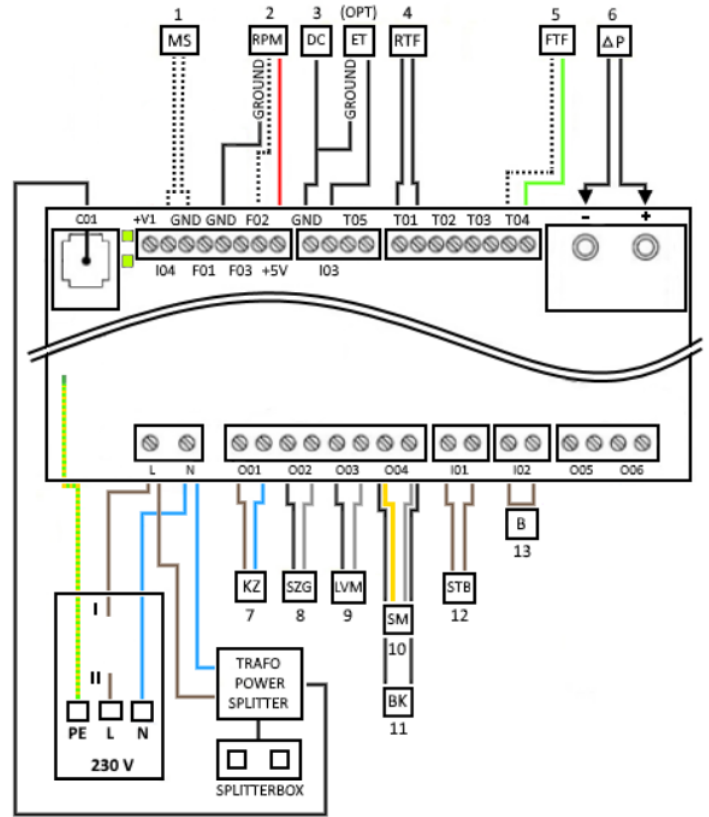 1 2 3 (OPT) 4 5 6
MS RPM DC ET RTF FTF ΔP
GROUND GROUND
C01 +V1 GND GND F02 GND T05 T01 T02 T03 T04 - +
I04 F01 F03 +5V I03
L N O01 O02 O03 O04 I01 I02 O05 O06
B
13
KZ SZG LVM STB
7 8 9 12
SM
10
BK
11
I
II
PE L N
230 V
TRAFO
POWER
SPLITTER
SPLITTERBOX